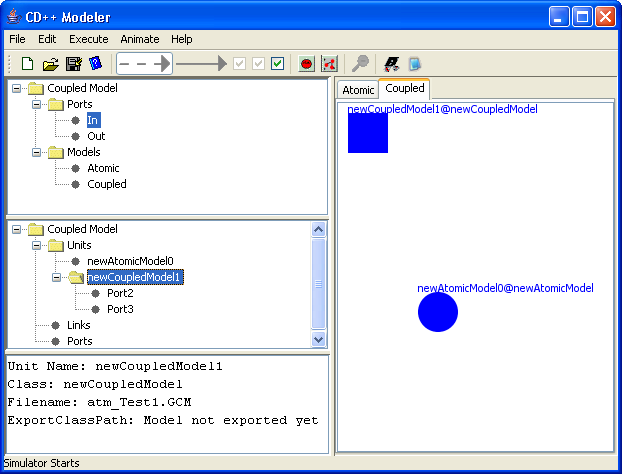 CD++ Modeler
File Edit Execute Animate Help
Coupled Model
Ports
In
Out
Models
Atomic
Coupled
Coupled Model
Units
newAtomicModel0
newCoupledModel1
Port2
Port3
Links
Ports
Unit Name: newCoupledModel1
Class: newCoupledModel
Filename: atm_Test1.GCM
ExportClassPath: Model not exported yet
Atomic Coupled
newCoupledModel1@newCoupledModel
newAtomicModel0@newAtomicModel
Simulator Starts